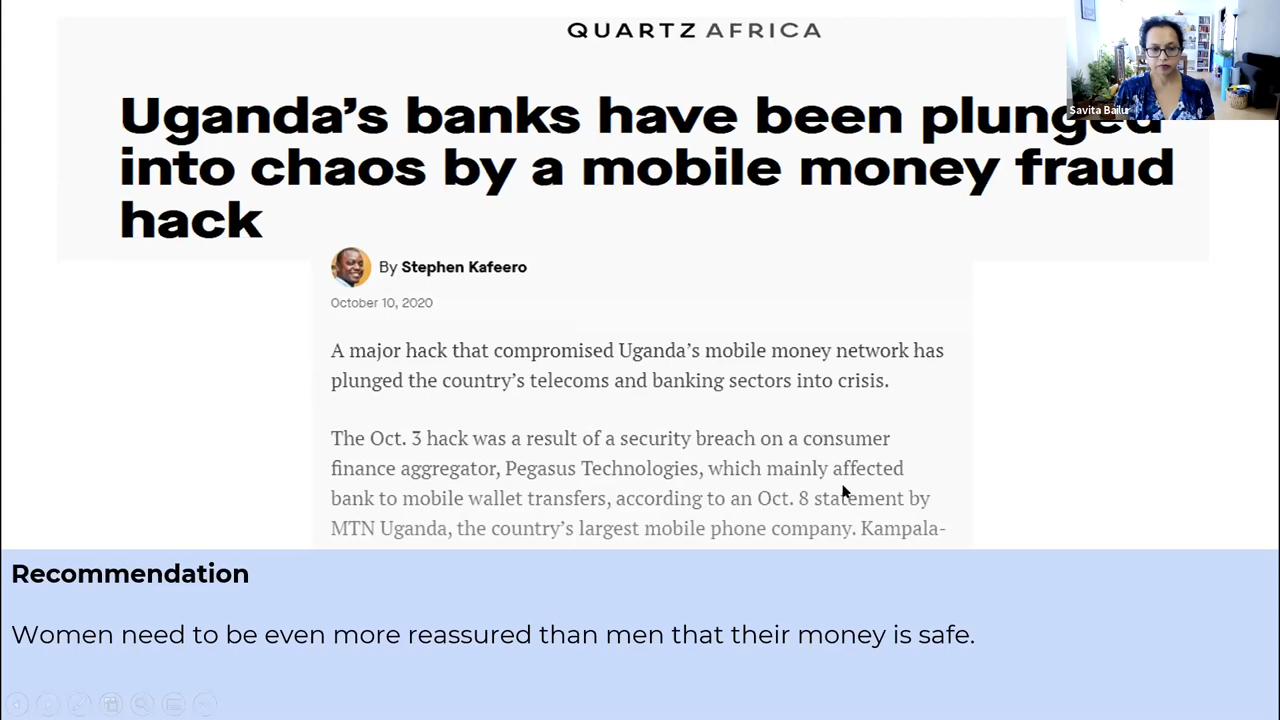 QUARTZ AFRICA
Savita Bailur
Uganda's banks have been plunged
into chaos by a mobile money fraud
hack
By Stephen Kafeero
October 10, 2020
A major hack that compromised Uganda's mobile money network has
plunged the country's telecoms and banking sectors into crisis.
The Oct. 3 hack was a result of a security breach on a consumer
finance aggregator, Pegasus Technologies, which mainly affected
bank to mobile wallet transfers, according to an Oct. 8 statement by
MTN Uganda, the country's largest mobile phone company. Kampala-
Recommendation
Women need to be even more reassured than men that their money is safe.